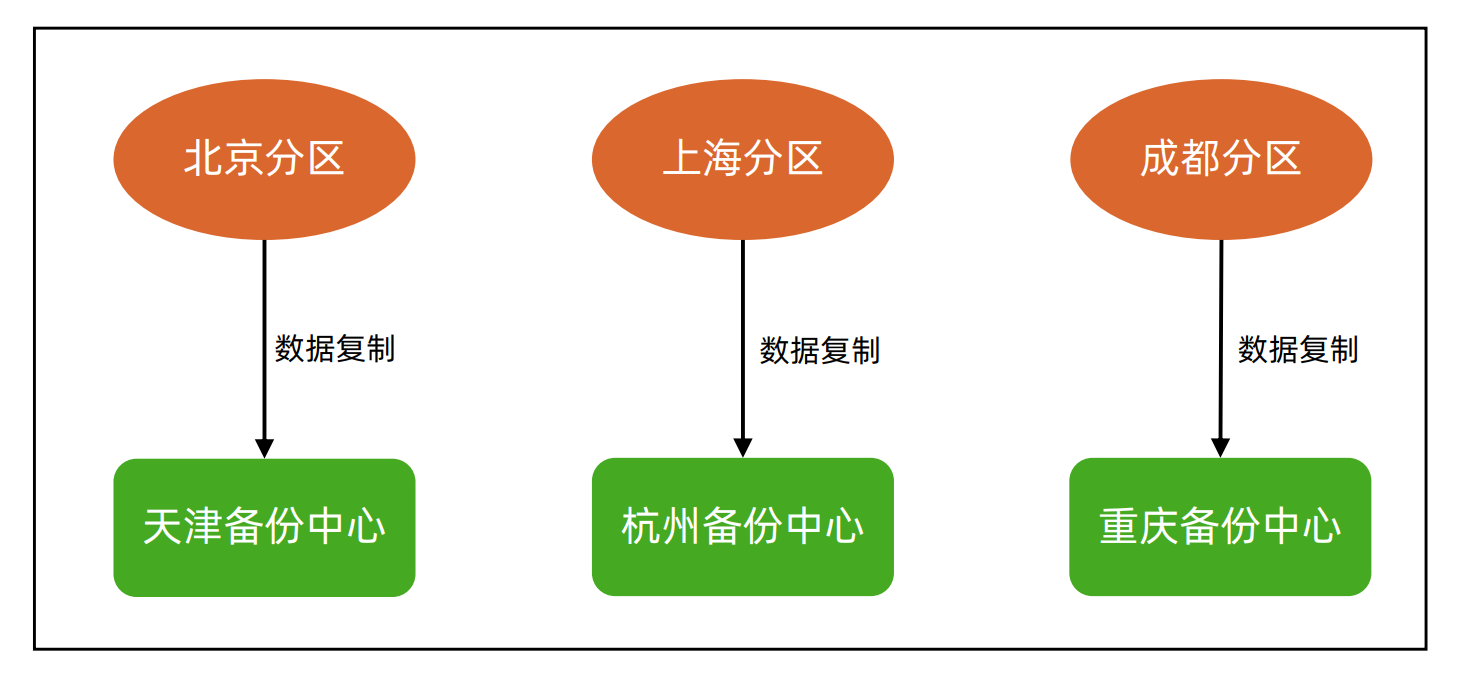 北京分区
上海分区
成都分区
数据复制
数据复制
数据复制
天津备份中心
杭州备份中心
重庆备份中心